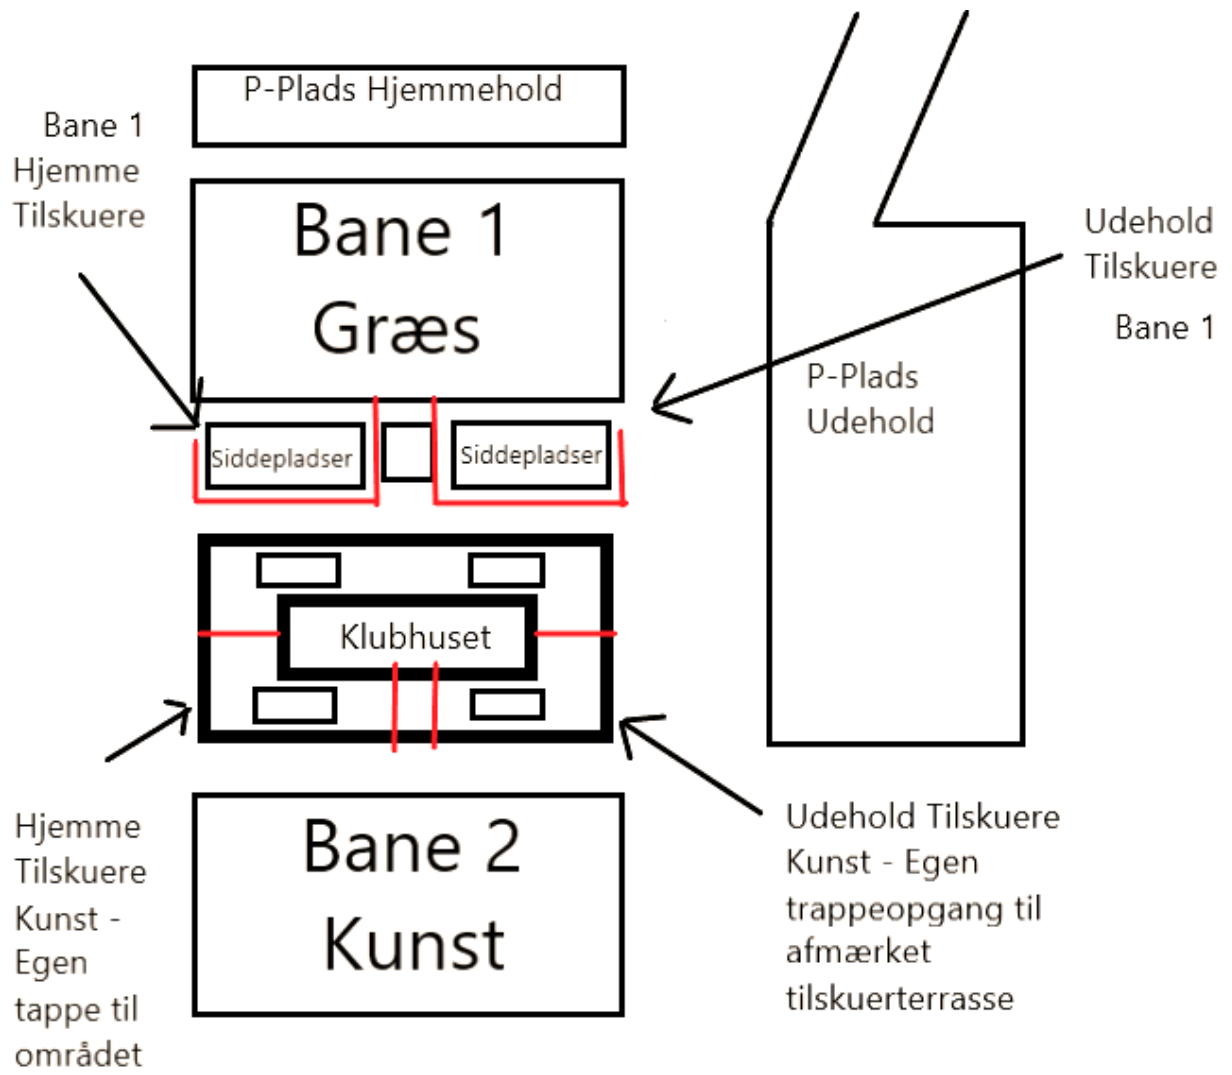 P-Plads Hjemmehold
Bane 1
Hjemme
Tilskuere
Bane 1
Græs
Udehold
Tilskuere
Bane 1
P-Plads
Udehold
Siddepladser
Siddepladser
Klubhuset
Hjemme
Tilskuere
Kunst -
Egen
tappe til
området
Bane 2
Kunst
Udehold Tilskuere
Kunst - Egen
trappeopgang til
afmærket
tilskuerterrasse